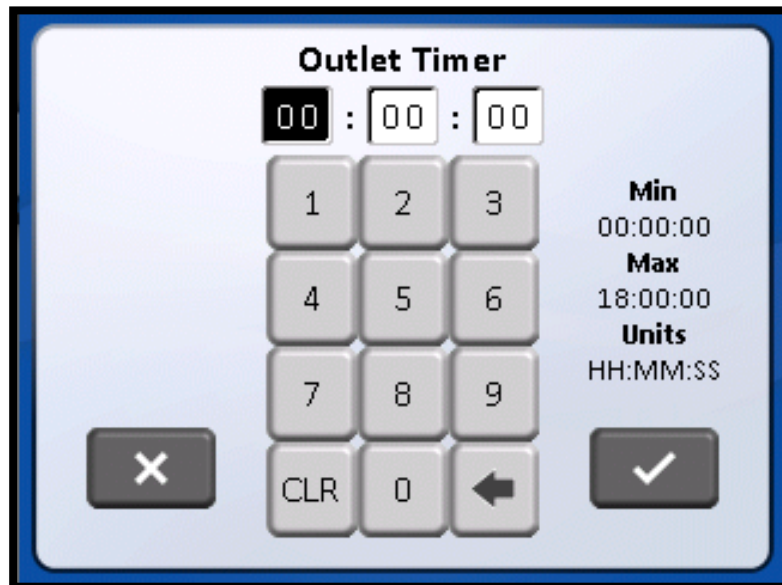 Outlet Timer
00 : 00 : 00
1 2 3
4 5 6
7 8 9
CLR 0
Min
00:00:00
Max
18:00:00
Units
HH:MM:SS